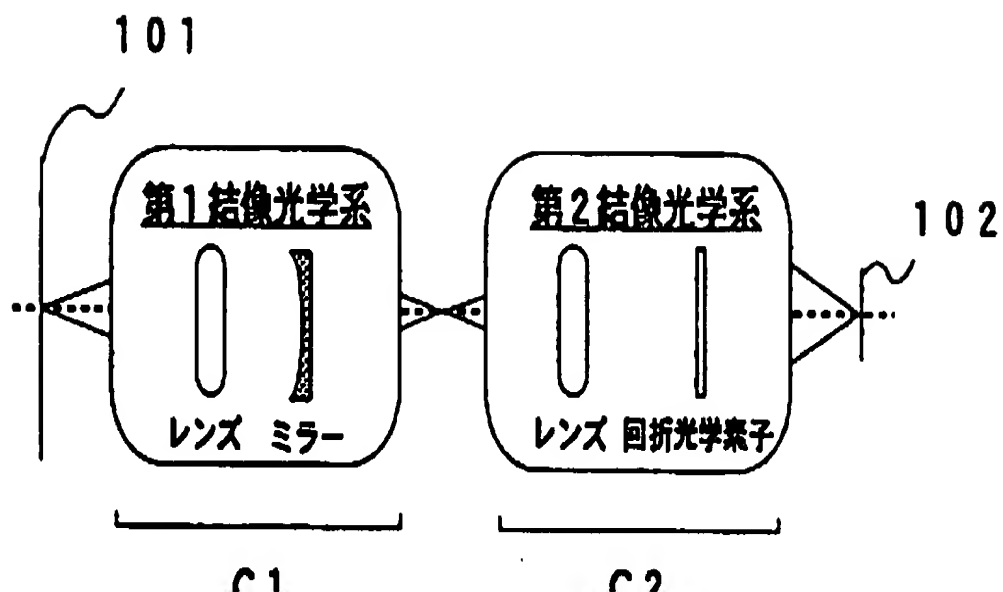 101
第1結像光学系
第2結像光学系
102
レンズ ミラー
レンズ 回折光学素子
C1
C2